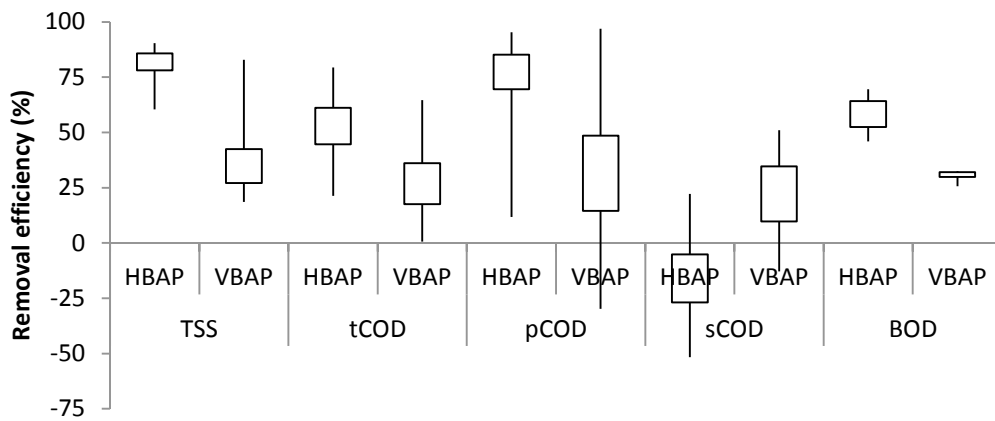 Removal efficiency (%)
100
75
50
25
0
-25
-50
-75
HBAP VBAP HBAP VBAP HBAP VBAP HBAP VBAP HBAP VBAP
TSS tCOD pCOD sCOD BOD